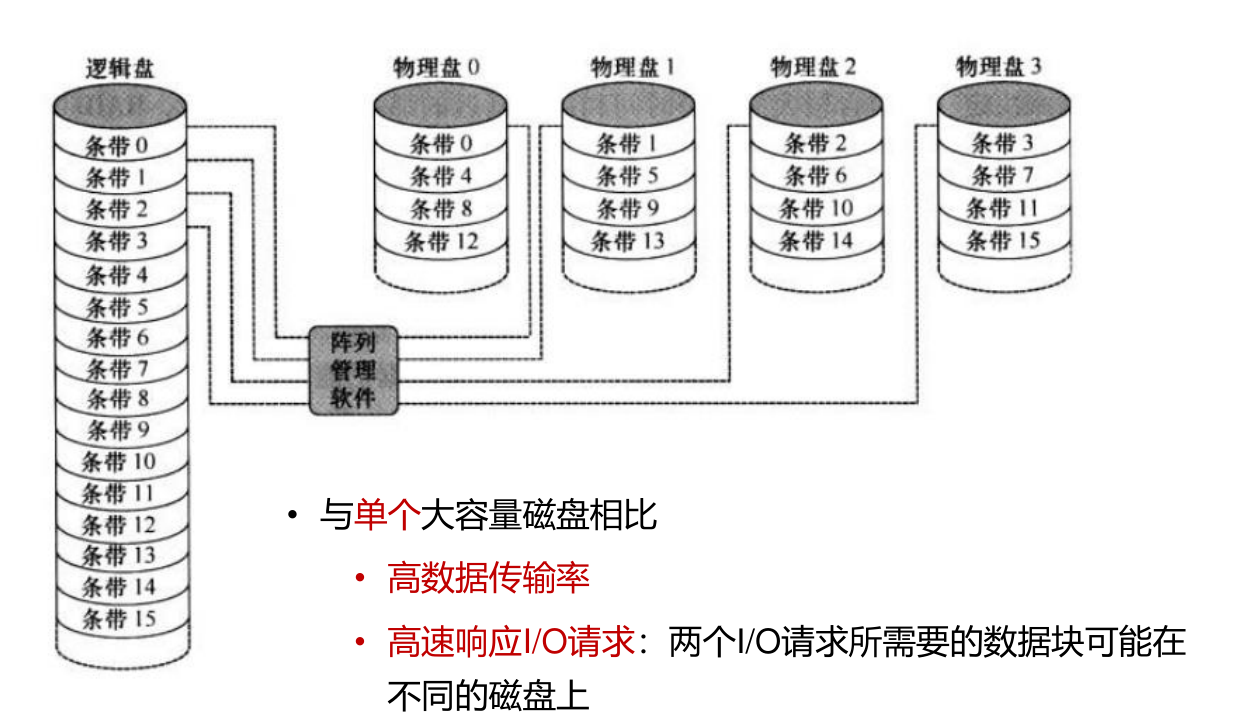 逻辑盘 物理盘 0 物理盘 1 物理盘 2 物理盘 3
条带 0 条带 0 条带 1 条带 2 条带 3
条带 1 条带 4 条带 5 条带 6 条带 7
条带 2 条带 8 条带 9 条带 10 条带 11
条带 3 条带 12 条带 13 条带 14 条带 15
条带 4
条带 5
条带 6
条带 7
条带 8
条带 9
条带 10
条带 11
条带 12
条带 13
条带 14
条带 15
阵列
管理
软件
• 与单个大容量磁盘相比
• 高数据传输率
• 高速响应I/O请求：两个I/O请求所需要的数据块可能在
不同的磁盘上